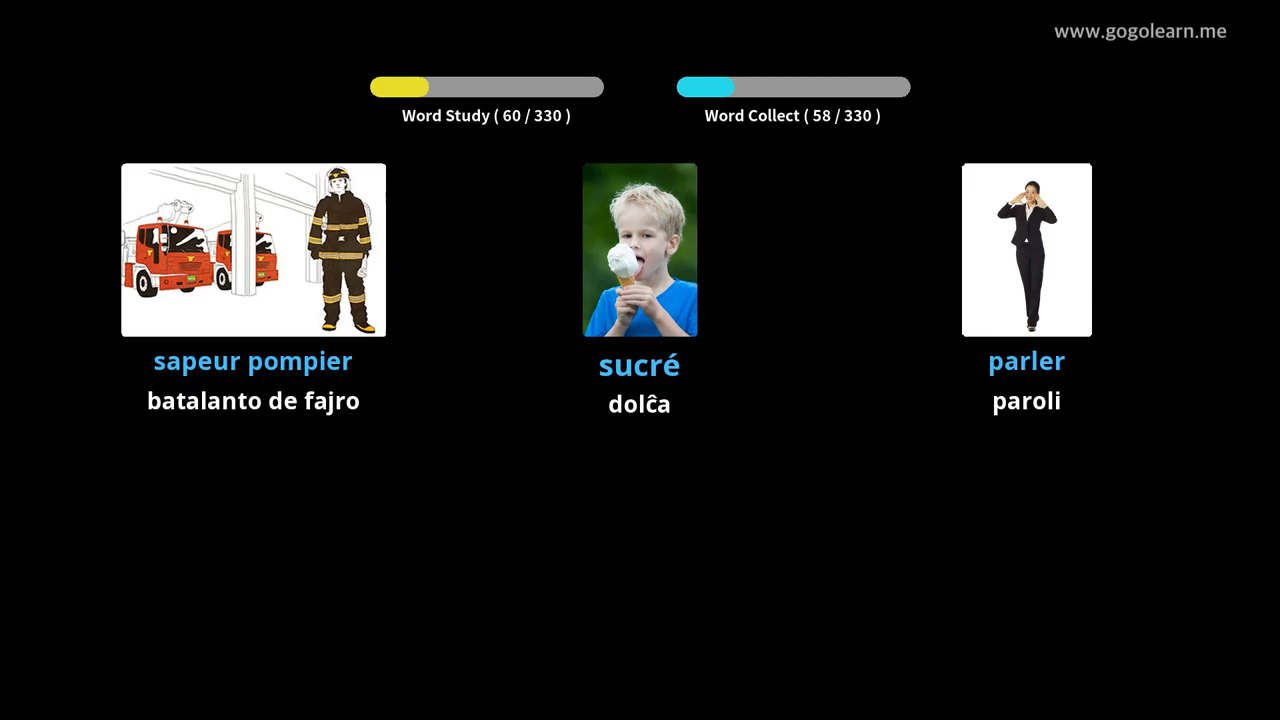 www.gogolearn.me
Word Study ( 60 / 330 )
Word Collect ( 58 / 330 )
sapeur pompier
batalanto de fajro
sucré
dolĉa
parler
paroli